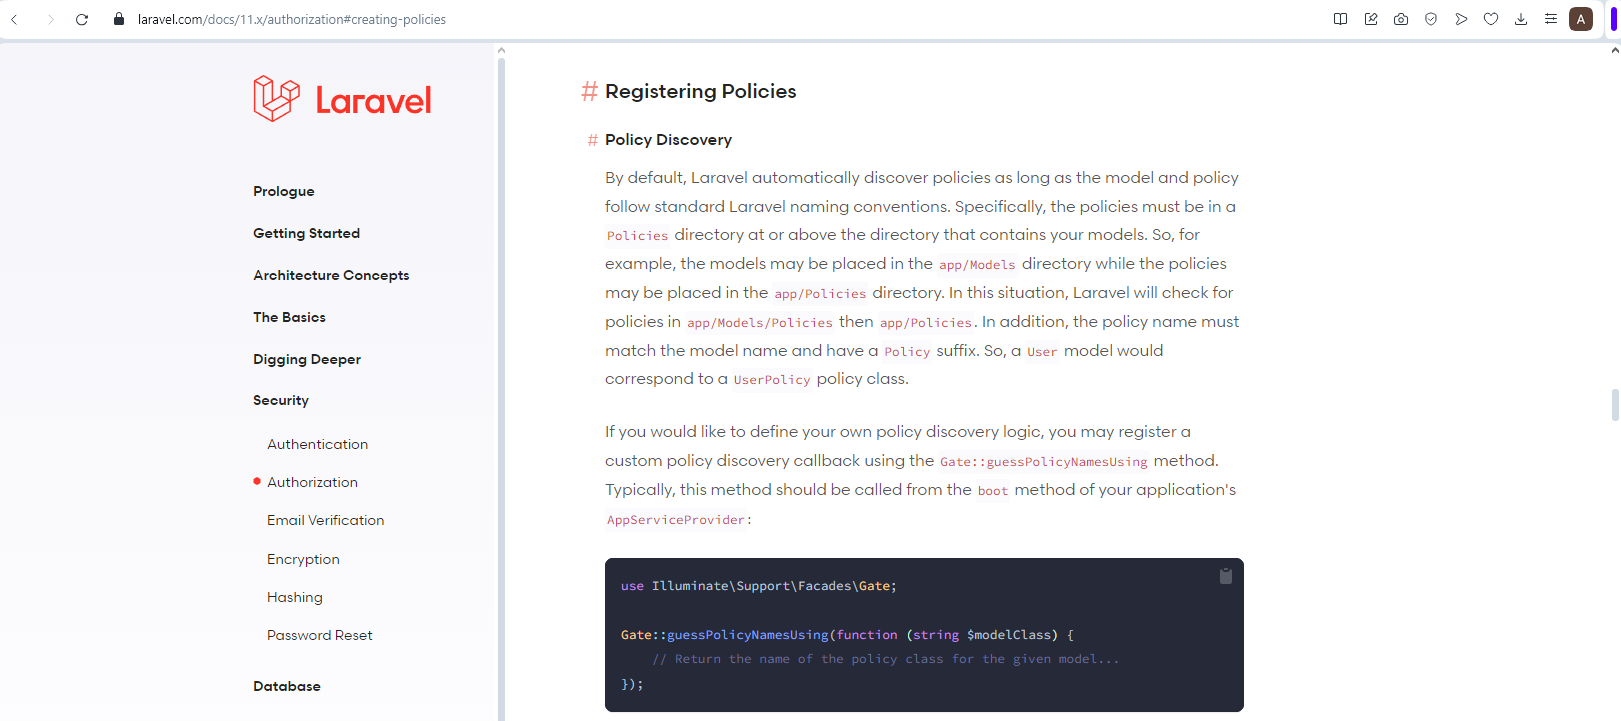 laravel.com/docs/11.x/authorization#creating-policies
A
Laravel
Prologue
Getting Started
Architecture Concepts
The Basics
Digging Deeper
Security
Authentication
Authorization
Email Verification
Encryption
Hashing
Password Reset
Database
# Registering Policies
# Policy Discovery
By default, Laravel automatically discover policies as long as the model and policy
follow standard Laravel naming conventions. Specifically, the policies must be in a
Policies directory at or above the directory that contains your models. So, for
example, the models may be placed in the app/Models directory while the policies
may be placed in the app/Policies directory. In this situation, Laravel will check for
policies in app/Models/Policies then app/Policies. In addition, the policy name must
match the model name and have a Policy suffix. So, a User model would
correspond to a UserPolicy policy class.
If you would like to define your own policy discovery logic, you may register a
custom policy discovery callback using the Gate::guessPolicyNamesUsing method.
Typically, this method should be called from the boot method of your application's
AppServiceProvider:
use Illuminate\Support\Facades\Gate;
Gate::guessPolicyNamesUsing(function (string $modelClass) {
// Return the name of the policy class for the given model...
});